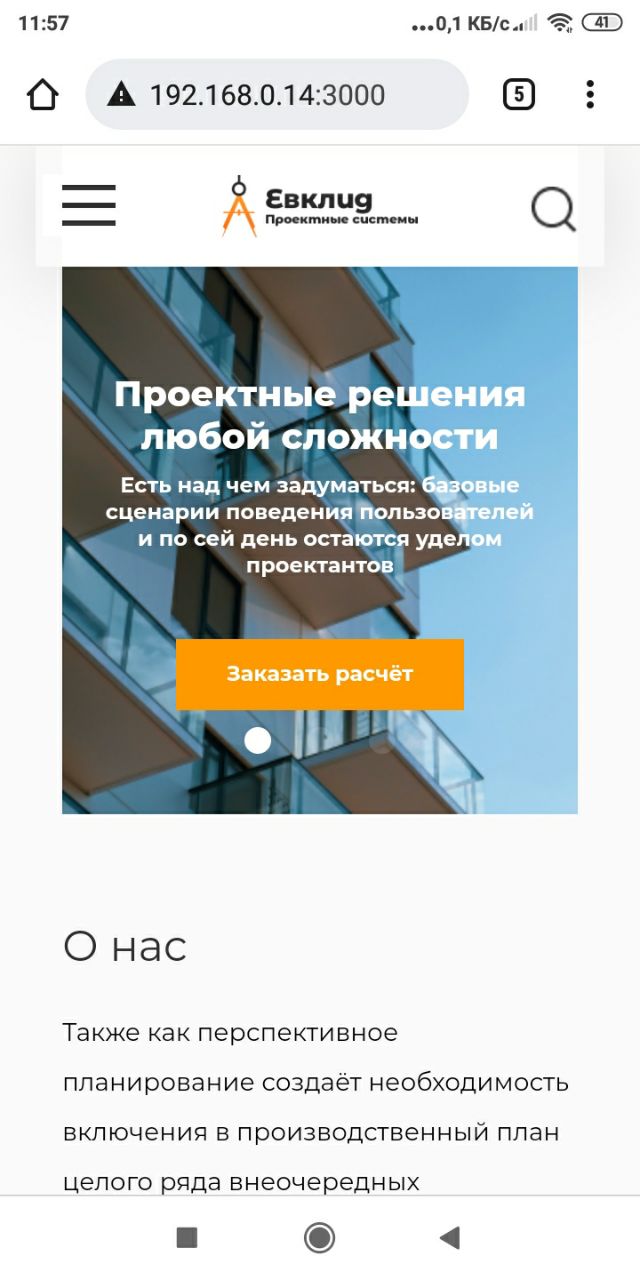 11:57
...0,1 КБ/с
41
192.168.0.14:3000
5
Евклид
Проектные системы
Проектные решения
любой сложности
Есть над чем задуматься: базовые
сценарии поведения пользователей
и по сей день остаются уделом
проектантов
Заказать расчёт
О нас
Также как перспективное
планирование создаёт необходимость
включения в производственный план
целого ряда внеочередных